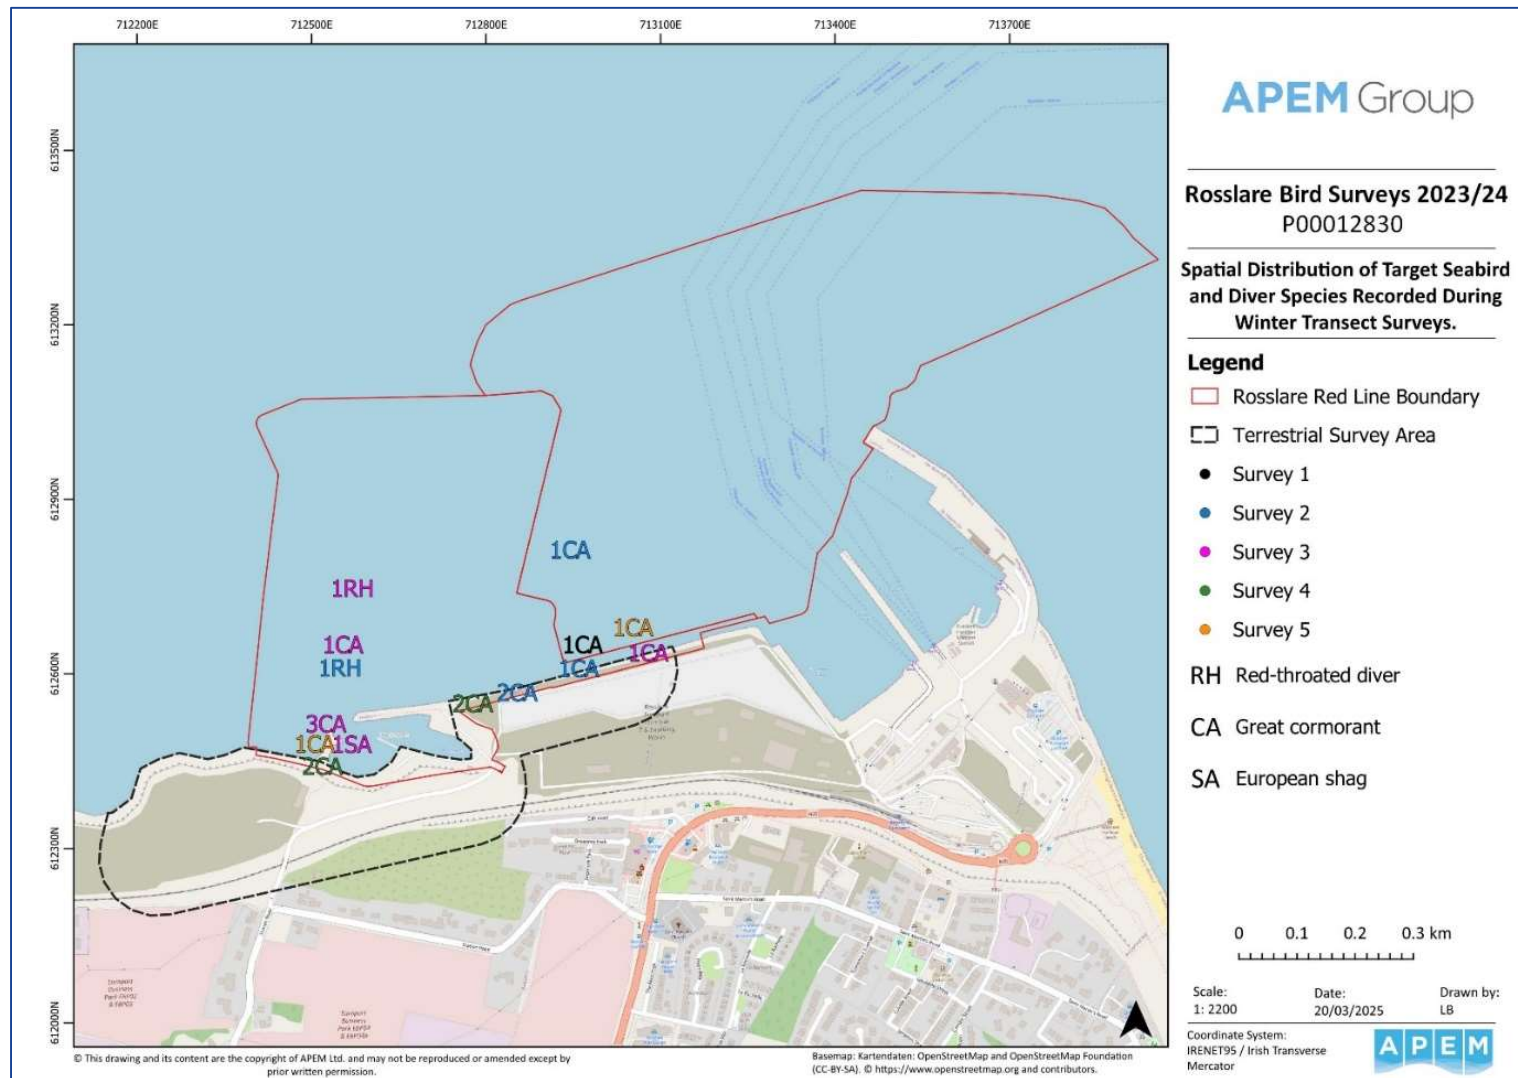 712200E 712500E 712800E 713100E 713400E 713700E
613500N
613200N
612900N
612600N
612300N
612000N
1CA
1RH
1CA
1CA
1CA
1CA
1RH
1CA
2CA
2CA
3CA
1CA
1SA
2CA
APEM Group
Rosslare Bird Surveys 2023/24
P00012830
Spatial Distribution of Target Seabird
and Diver Species Recorded During
Winter Transect Surveys.
Legend
Rosslare Red Line Boundary
Terrestrial Survey Area
Survey 1
Survey 2
Survey 3
Survey 4
Survey 5
RH Red-throated diver
CA Great cormorant
SA European shag
0 0.1 0.2 0.3 km
Scale:
1: 2200
Date:
20/03/2025
Drawn by:
LB
Coordinate System:
IRENET95 / Irish Transverse
Mercator
APEM
© This drawing and its content are the copyright of APEM Ltd. and may not be reproduced or amended except by
prior written permission.
Basemap: Kartendaten: OpenStreetMap and OpenStreetMap Foundation
(CC-BY-SA). © https://www.openstreetmap.org and contributors.